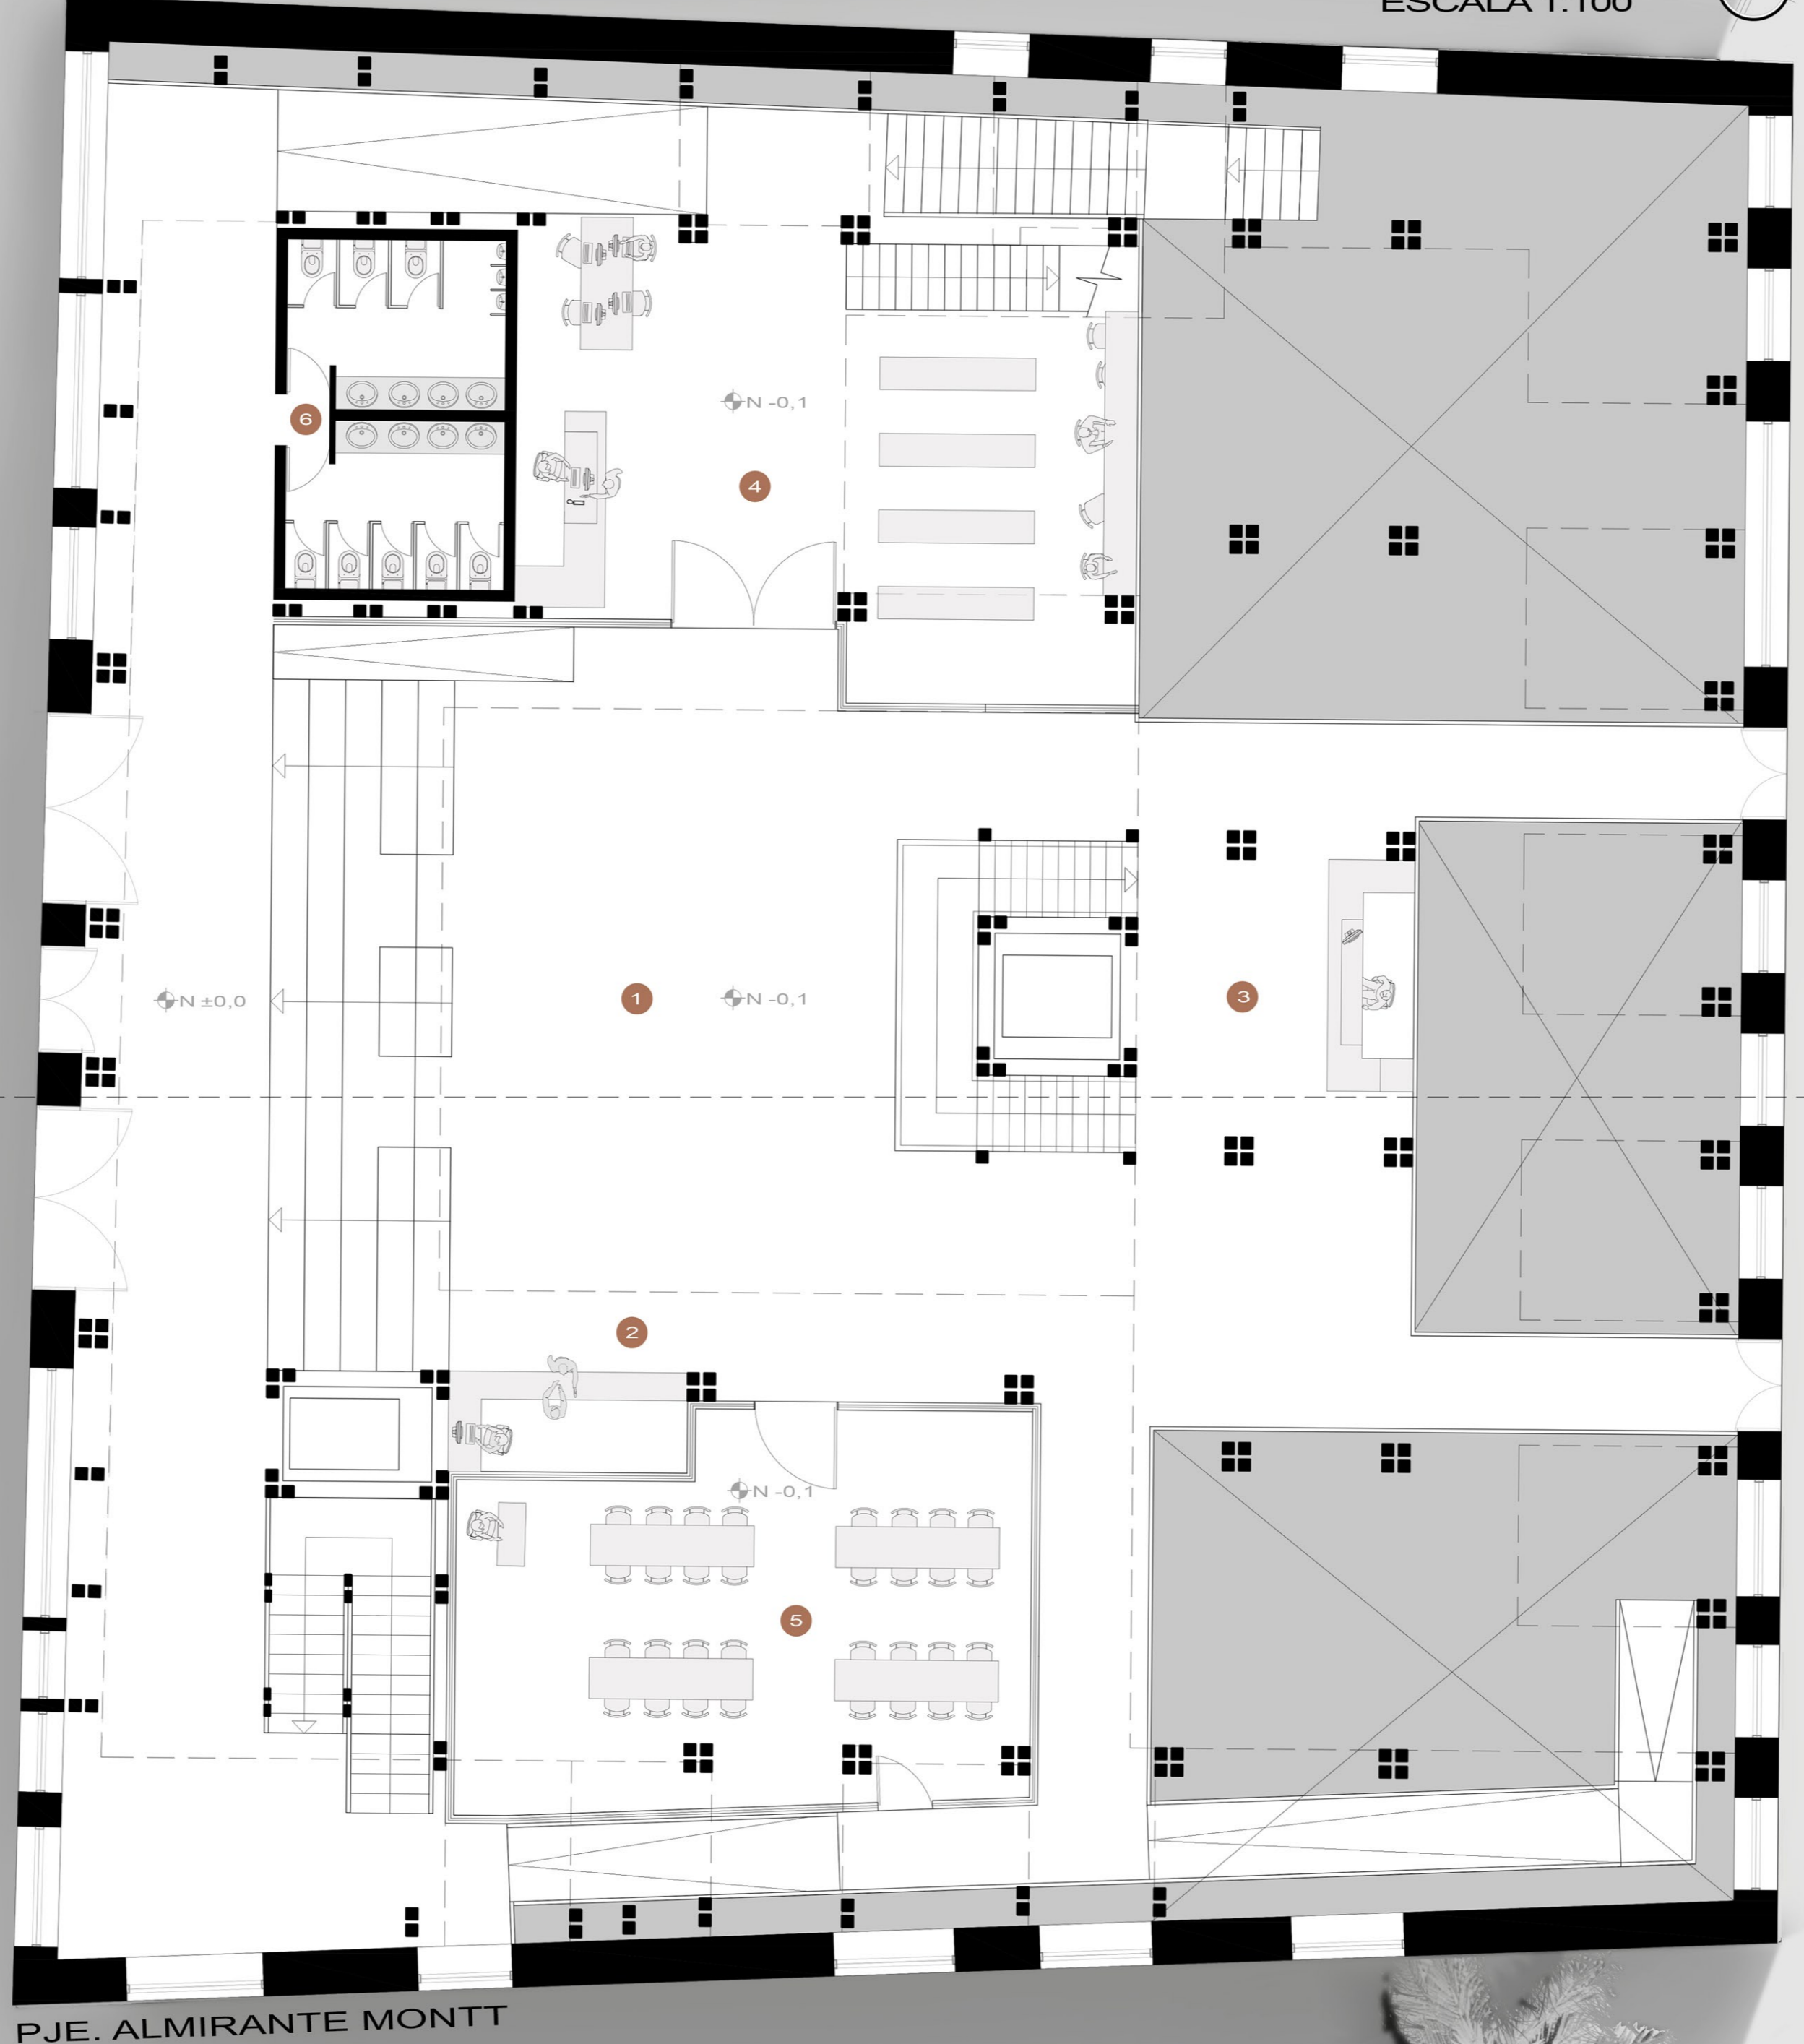 ESCALA 1:100
N -0,1
6
4
N ±0,0
1
N -0,1
3
2
N -0,1
5
PJE. ALMIRANTE MONTT